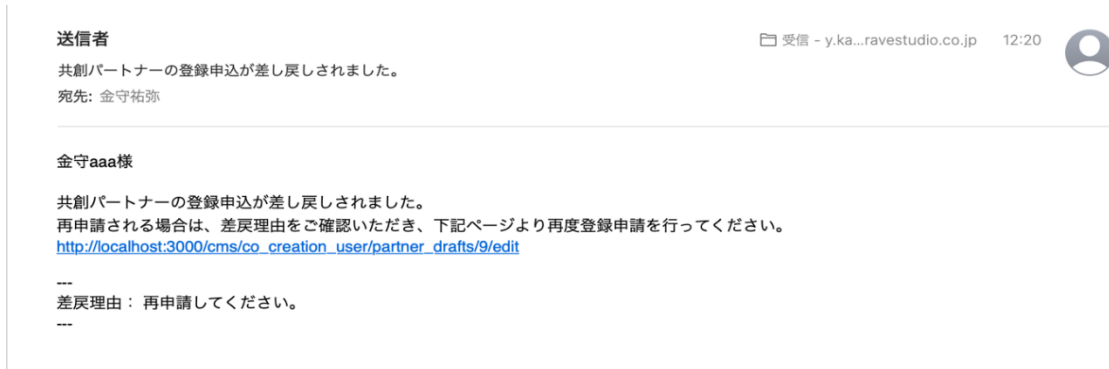 送信者
受信 - y.ka...ravestudio.co.jp 12:20
共創パートナーの登録申込が差し戻しされました。
宛先: 金守祐弥
金守aaa様
共創パートナーの登録申込が差し戻しされました。
再申請される場合は、差戻理由をご確認いただき、下記ページより再度登録申請を行ってください。
http://localhost:3000/cms/co_creation_user/partner_drafts/9/edit
---
差戻理由： 再申請してください。
---